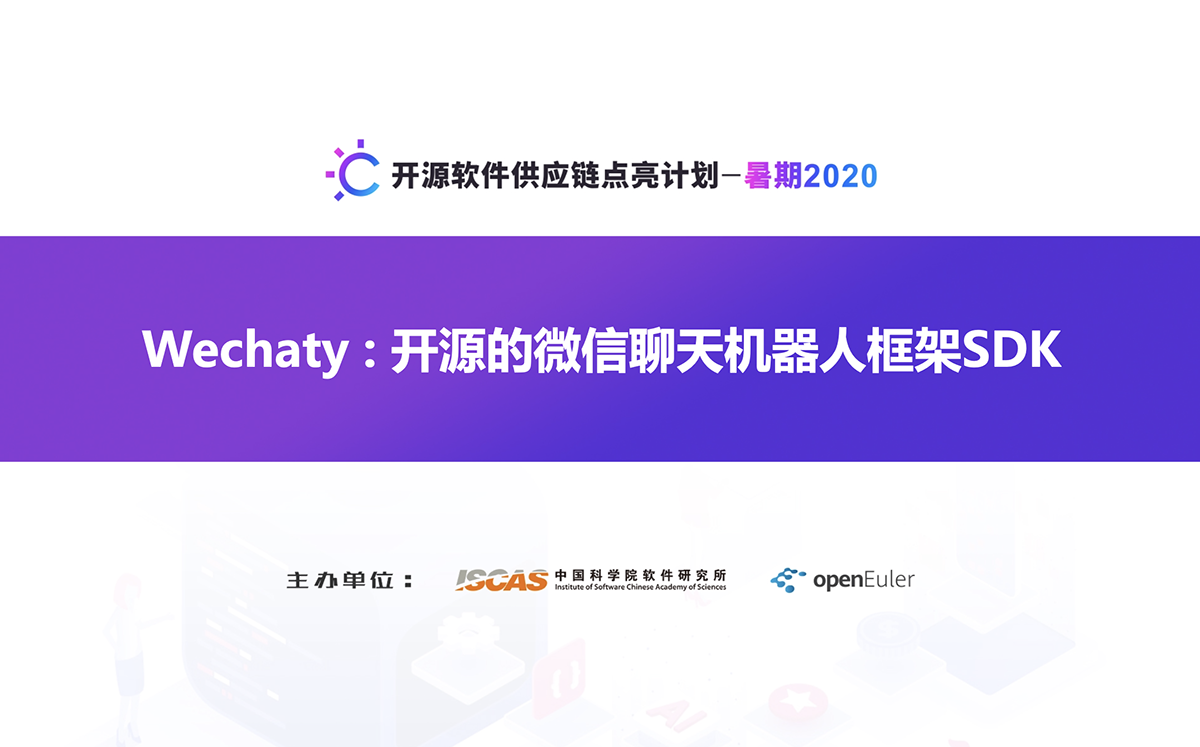 开源软件供应链点亮计划—暑期2020
Wechaty : 开源的微信聊天机器人框架SDK
主办单位：
ISCAS 中国科学院软件研究所
Institute of Software Chinese Academy of Sciences
openEuler
AI